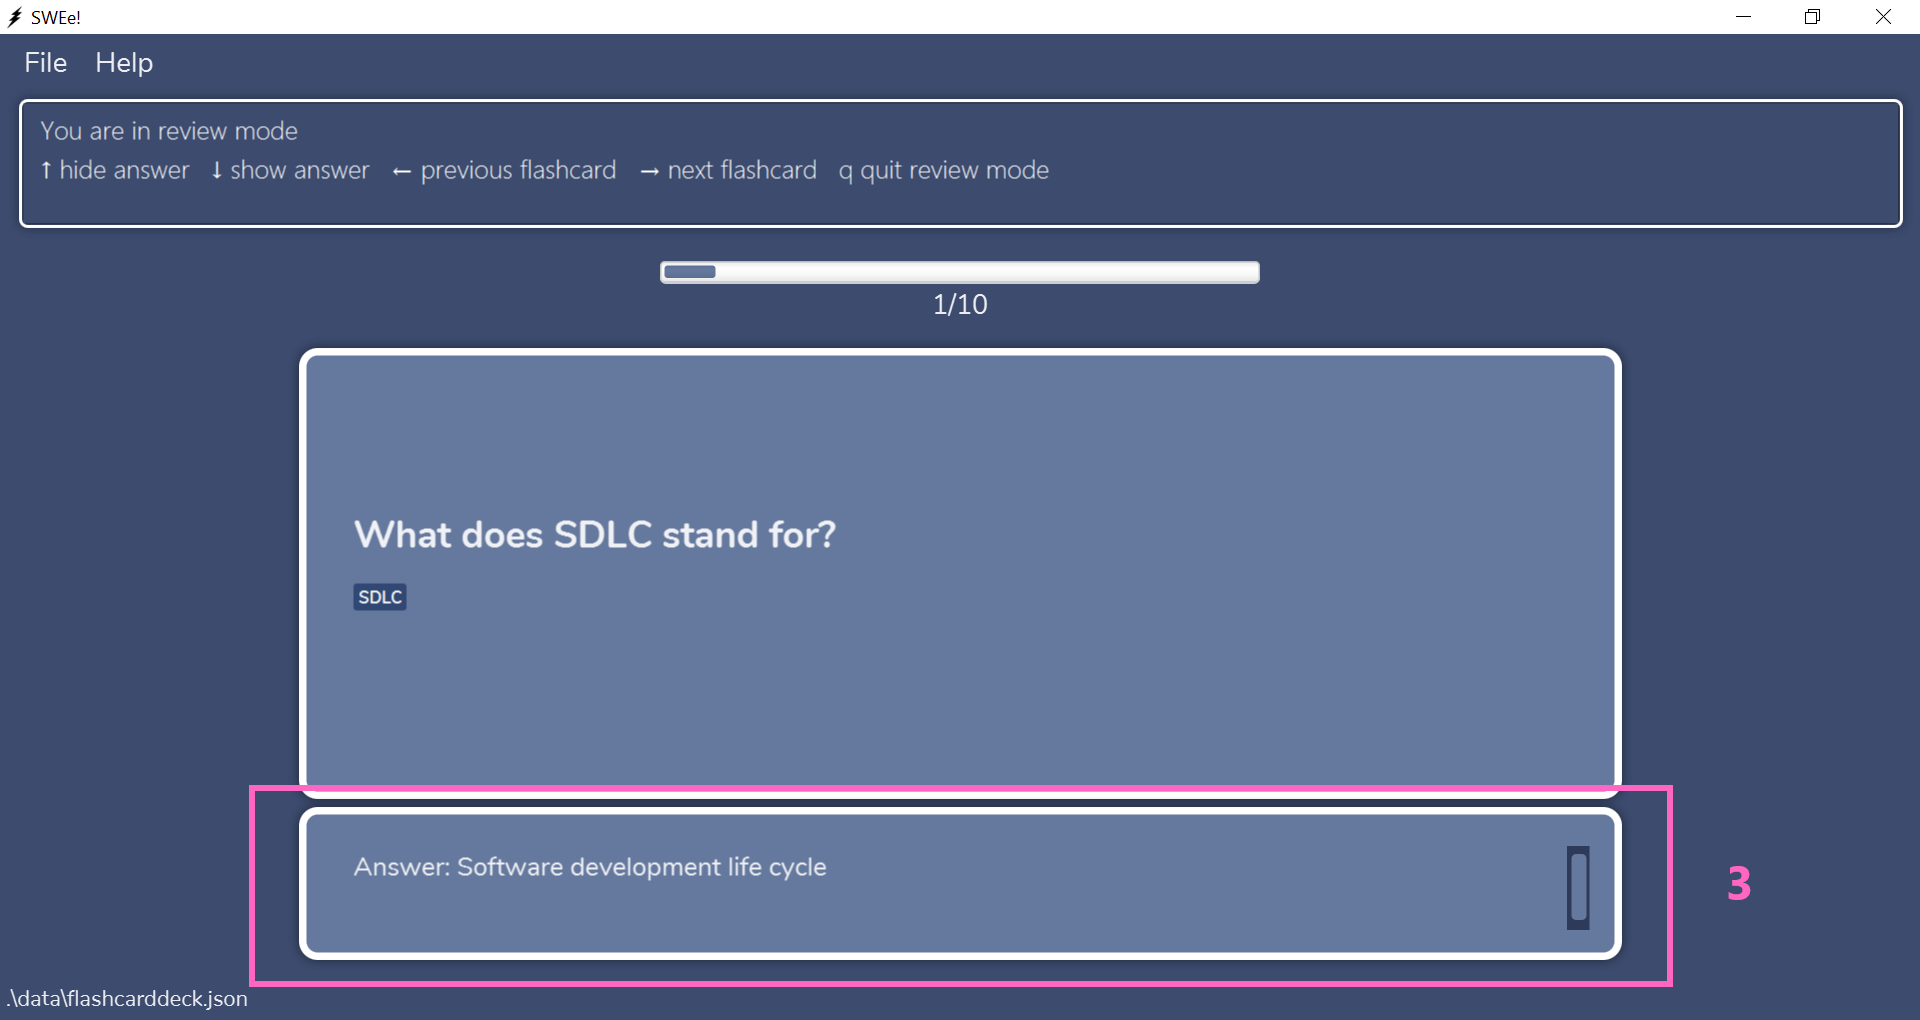 SWEe!
File Help
You are in review mode
↑ hide answer ↓ show answer ← previous flashcard → next flashcard q quit review mode
1/10
What does SDLC stand for?
SDLC
Answer: Software development life cycle
3
.\data\flashcarddeck.json